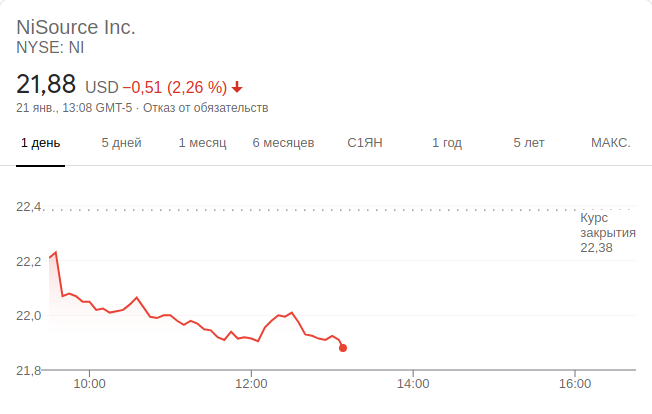 NiSource Inc.
NYSE: NI
21,88 USD −0,51 (2,26 %)
21 янв., 13:08 GMT-5 · Отказ от обязательств
1 день 5 дней 1 месяц 6 месяцев С1ЯН 1 год 5 лет МАКС.
22,4
Курс
закрытия
22,38
22,2
22,0
21,8
10:00 12:00 14:00 16:00